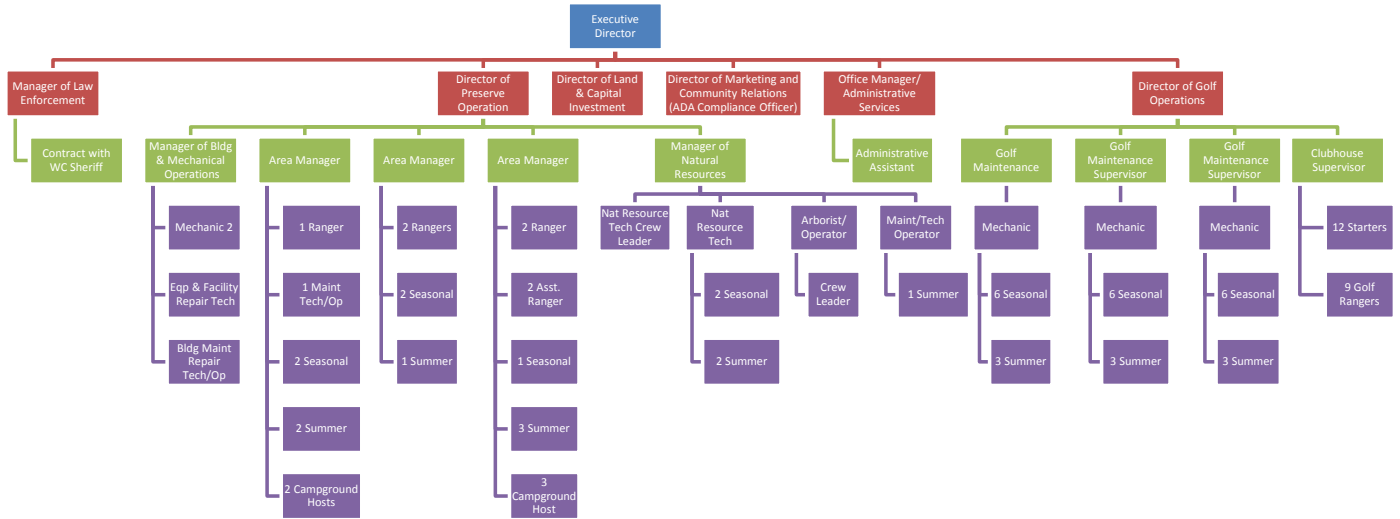 Executive
Director
Manager of Law
Enforcement
Director of
Preserve
Operation
Director of Land
& Capital
Investment
Director of Marketing and
Community Relations
(ADA Compliance Officer)
Office Manager/
Administrative
Services
Director of Golf
Operations
Contract with
WC Sheriff
Manager of Bldg
& Mechanical
Operations
Area Manager
Area Manager
Area Manager
Manager of
Natural
Resources
Administrative
Assistant
Golf
Maintenance
Golf
Maintenance
Supervisor
Golf
Maintenance
Supervisor
Clubhouse
Supervisor
Mechanic 2
1 Ranger
2 Rangers
2 Ranger
Nat Resource
Tech Crew
Leader
Nat
Resource
Tech
Arborist/
Operator
Maint/Tech
Operator
Mechanic
Mechanic
Mechanic
12 Starters
Eqp & Facility
Repair Tech
1 Maint
Tech/Op
2 Seasonal
2 Asst.
Ranger
2 Seasonal
Crew
Leader
1 Summer
6 Seasonal
6 Seasonal
6 Seasonal
9 Golf
Rangers
Bldg Maint
Repair
Tech/Op
2 Seasonal
1 Summer
1 Seasonal
2 Summer
3 Summer
3 Summer
3 Summer
2 Summer
3 Summer
2 Campground
Hosts
3
Campground
Host